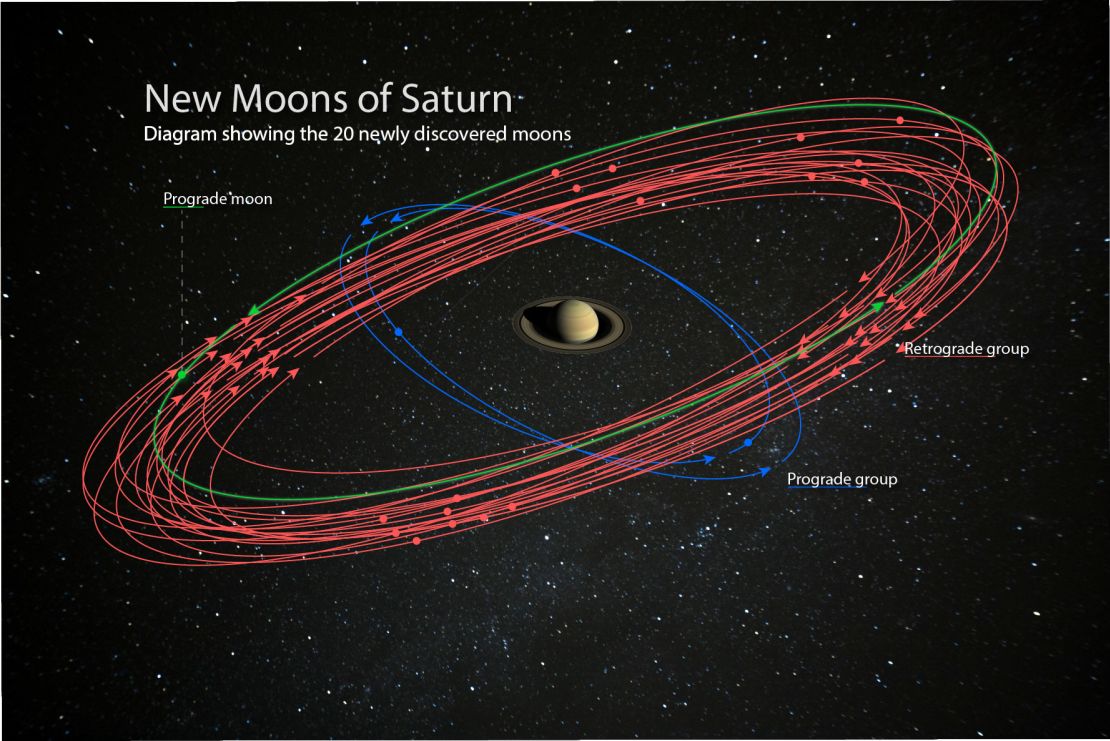 New Moons of Saturn
Diagram showing the 20 newly discovered moons
Prograde moon
Retrograde group
Prograde group